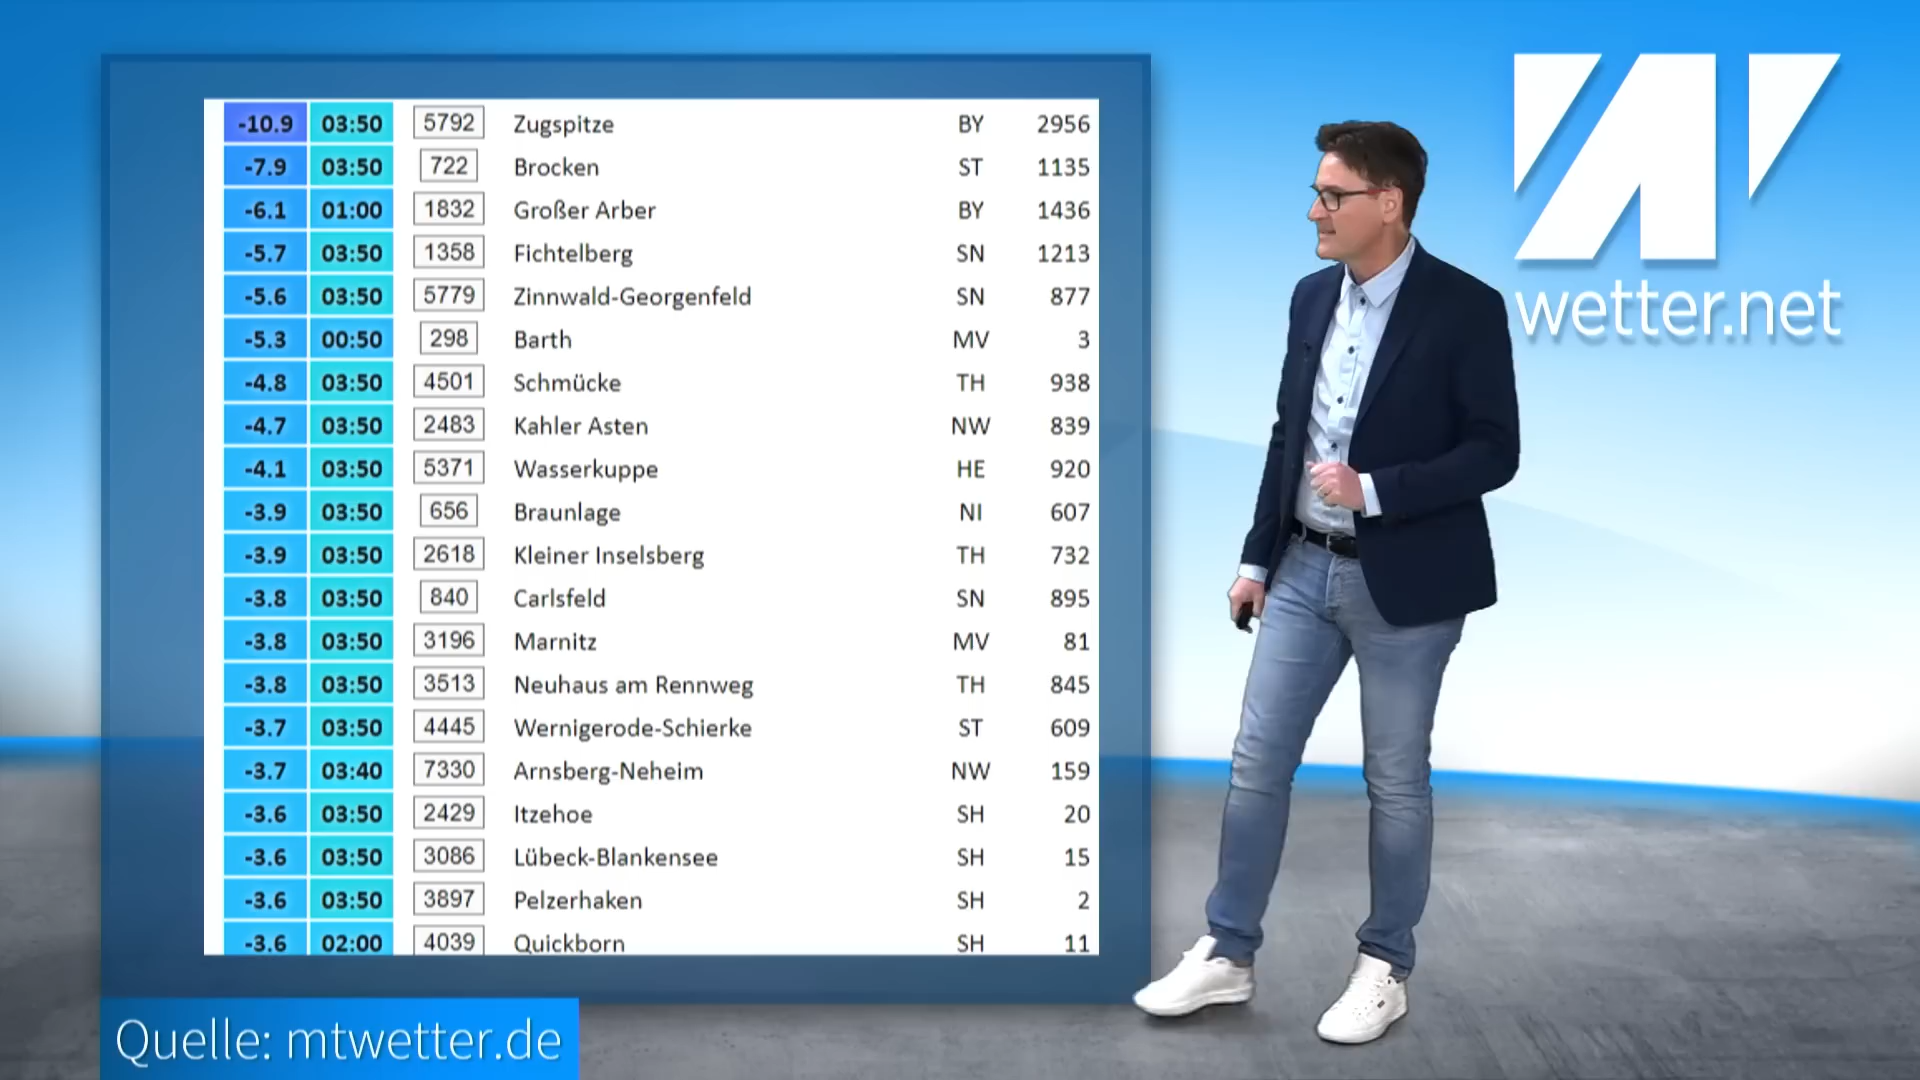 -10.9 03:50 5792 Zugspitze BY 2956
-7.9 03:50 722 Brocken ST 1135
-6.1 01:00 1832 Großer Arber BY 1436
-5.7 03:50 1358 Fichtelberg SN 1213
-5.6 03:50 5779 Zinnwald-Georgenfeld SN 877
-5.3 00:50 298 Barth MV 3
-4.8 03:50 4501 Schmücke TH 938
-4.7 03:50 2483 Kahler Asten NW 839
-4.1 03:50 5371 Wasserkuppe HE 920
-3.9 03:50 656 Braunlage NI 607
-3.9 03:50 2618 Kleiner Inselsberg TH 732
-3.8 03:50 840 Carlsfeld SN 895
-3.8 03:50 3196 Marnitz MV 81
-3.8 03:50 3513 Neuhaus am Rennweg TH 845
-3.7 03:50 4445 Wernigerode-Schierke ST 609
-3.7 03:40 7330 Arnsberg-Neheim NW 159
-3.6 03:50 2429 Itzehoe SH 20
-3.6 03:50 3086 Lübeck-Blankensee SH 15
-3.6 03:50 3897 Pelzerhaken SH 2
-3.6 02:00 4039 Quickborn SH 11
wetter.net
Quelle: mtwetter.de